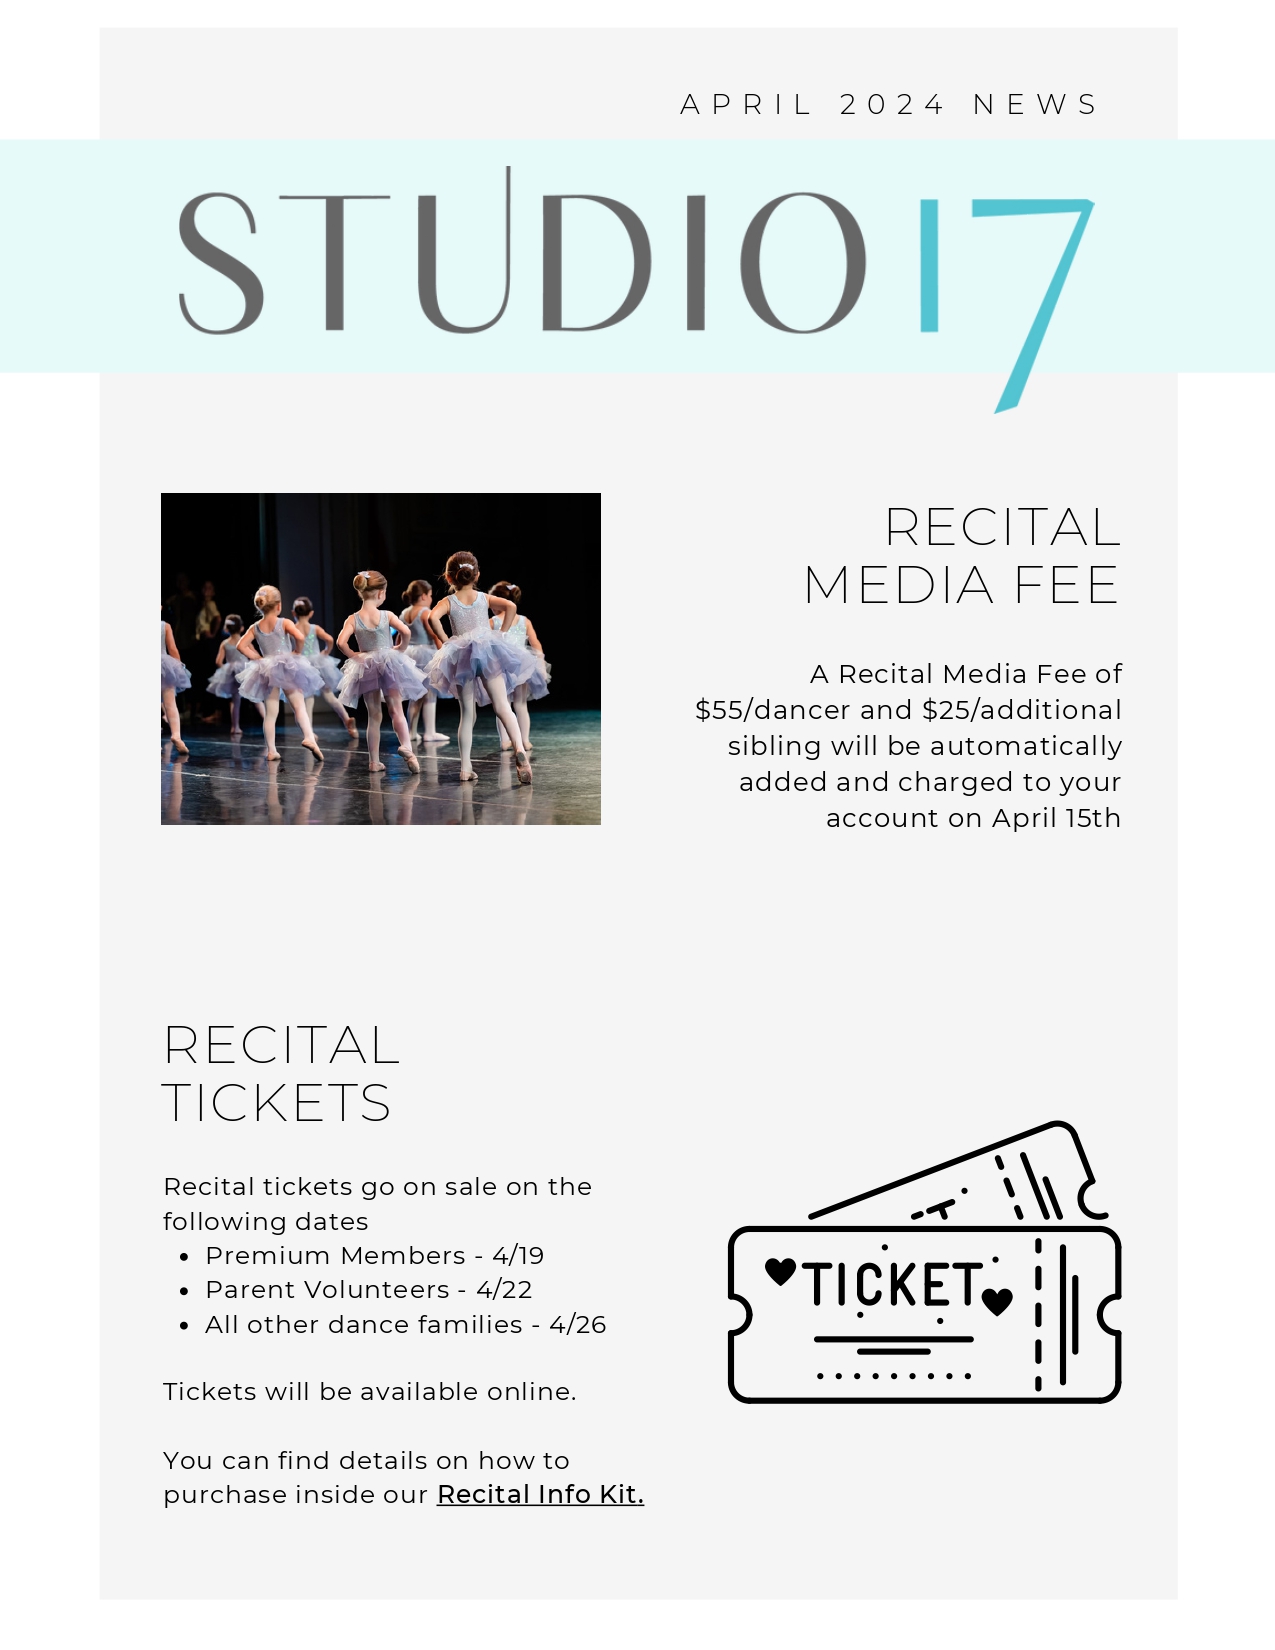 APRIL 2024 NEWS
STUDIO 17
RECITAL
MEDIA FEE
A Recital Media Fee of
$55/dancer and $25/additional
sibling will be automatically
added and charged to your
account on April 15th
RECITAL
TICKETS
Recital tickets go on sale on the
following dates
• Premium Members - 4/19
• Parent Volunteers - 4/22
• All other dance families - 4/26
Tickets will be available online.
You can find details on how to
purchase inside our Recital Info Kit.
TICKET